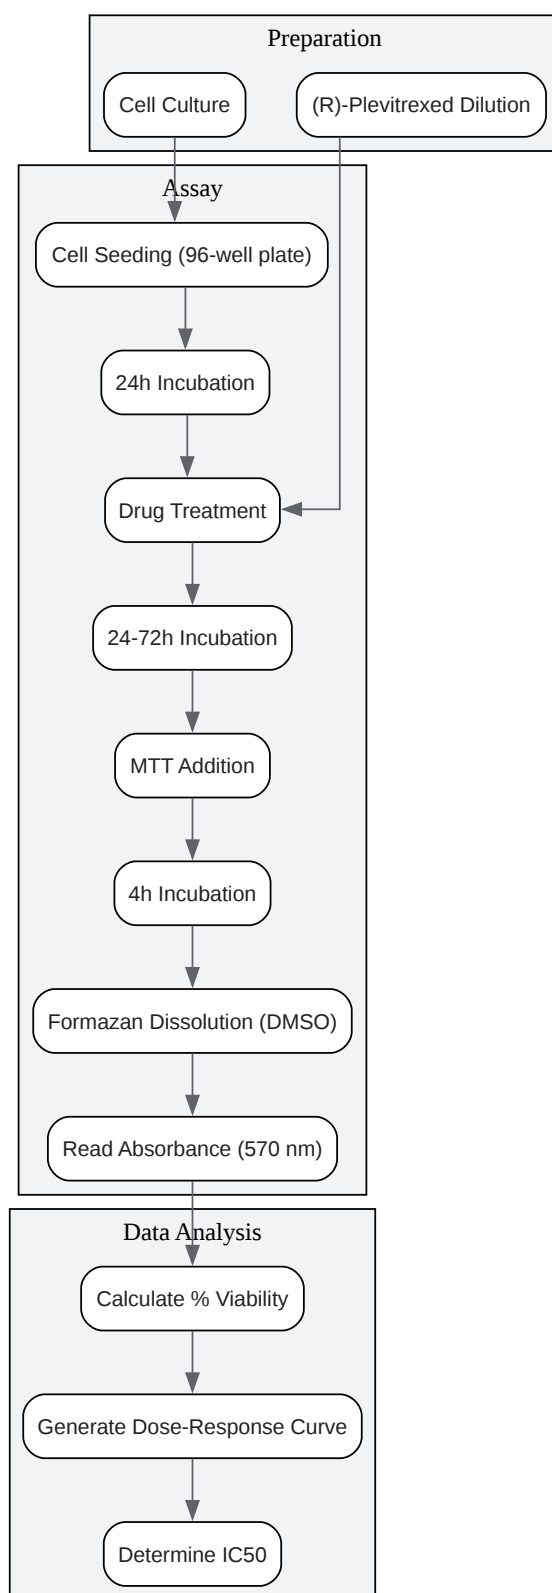 Preparation
Cell Culture
(R)-Plevitrexed Dilution
Assay
Cell Seeding (96-well plate)
24h Incubation
Drug Treatment
24-72h Incubation
MTT Addition
4h Incubation
Formazan Dissolution (DMSO)
Read Absorbance (570 nm)
Data Analysis
Calculate % Viability
Generate Dose-Response Curve
Determine IC50